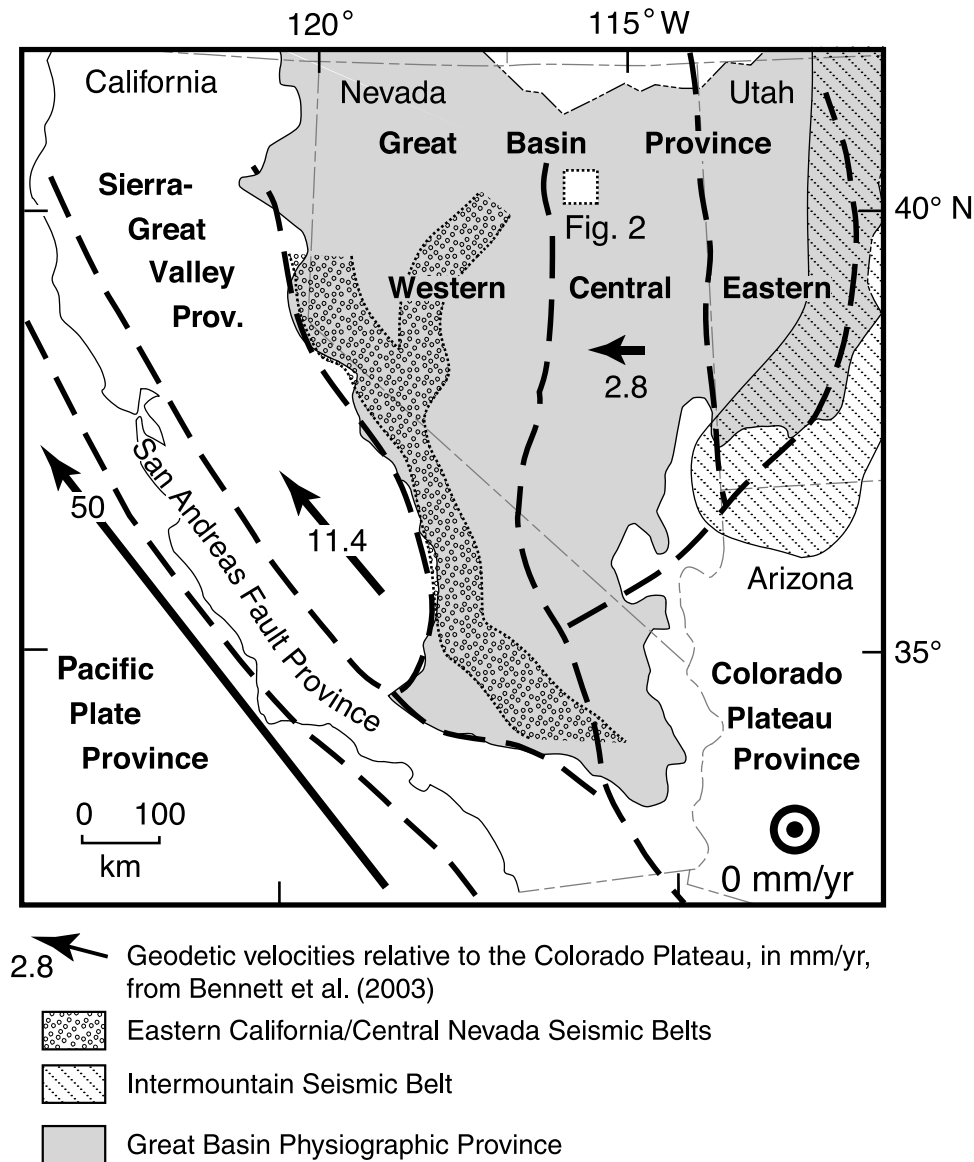 120° 115° W
California Nevada Utah
Great Basin Province
Sierra-
Great
Valley
Prov.
40° N
Fig. 2
Western Central Eastern
2.8
San Andreas Fault Province
50
11.4
Arizona
35°
Pacific
Plate
Province
Colorado
Plateau
Province
0 100
km
0 mm/yr
2.8 Geodetic velocities relative to the Colorado Plateau, in mm/yr,
from Bennett et al. (2003)
Eastern California/Central Nevada Seismic Belts
Intermountain Seismic Belt
Great Basin Physiographic Province